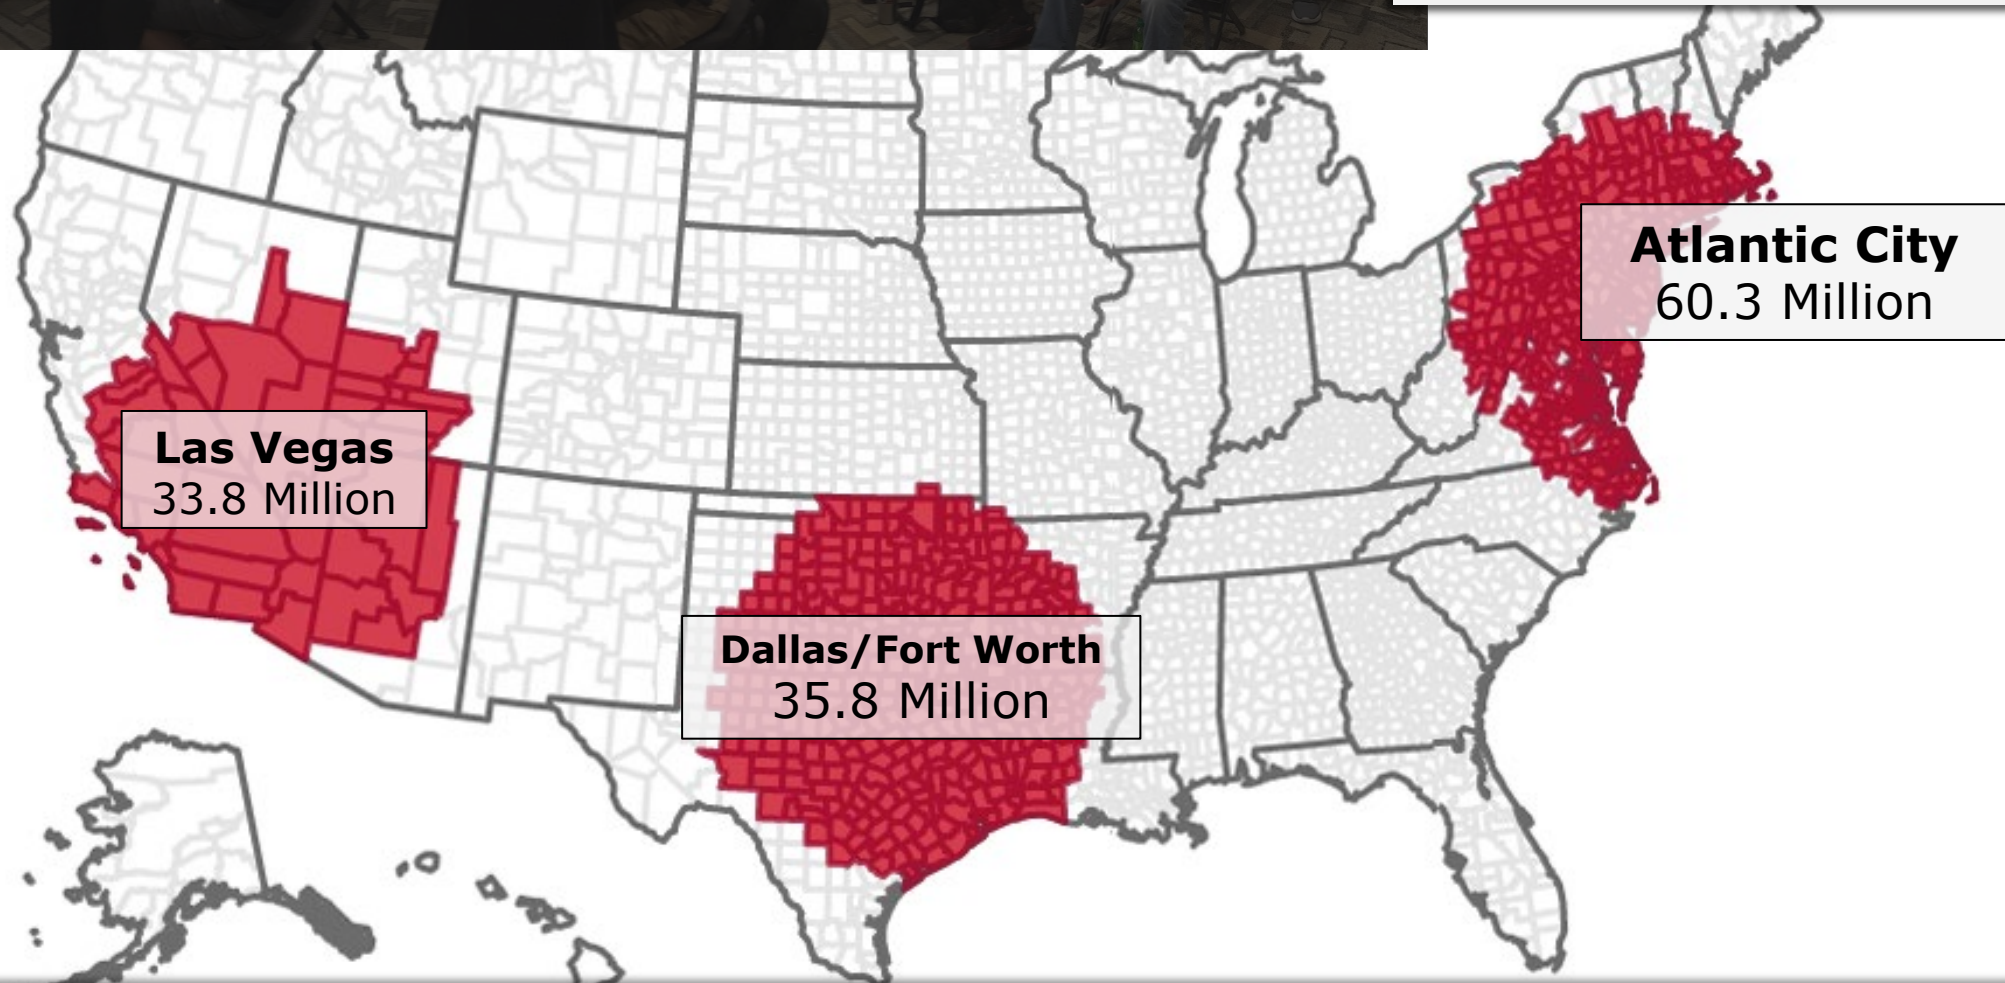 Atlantic City
60.3 Million
Las Vegas
33.8 Million
Dallas/Fort Worth
35.8 Million